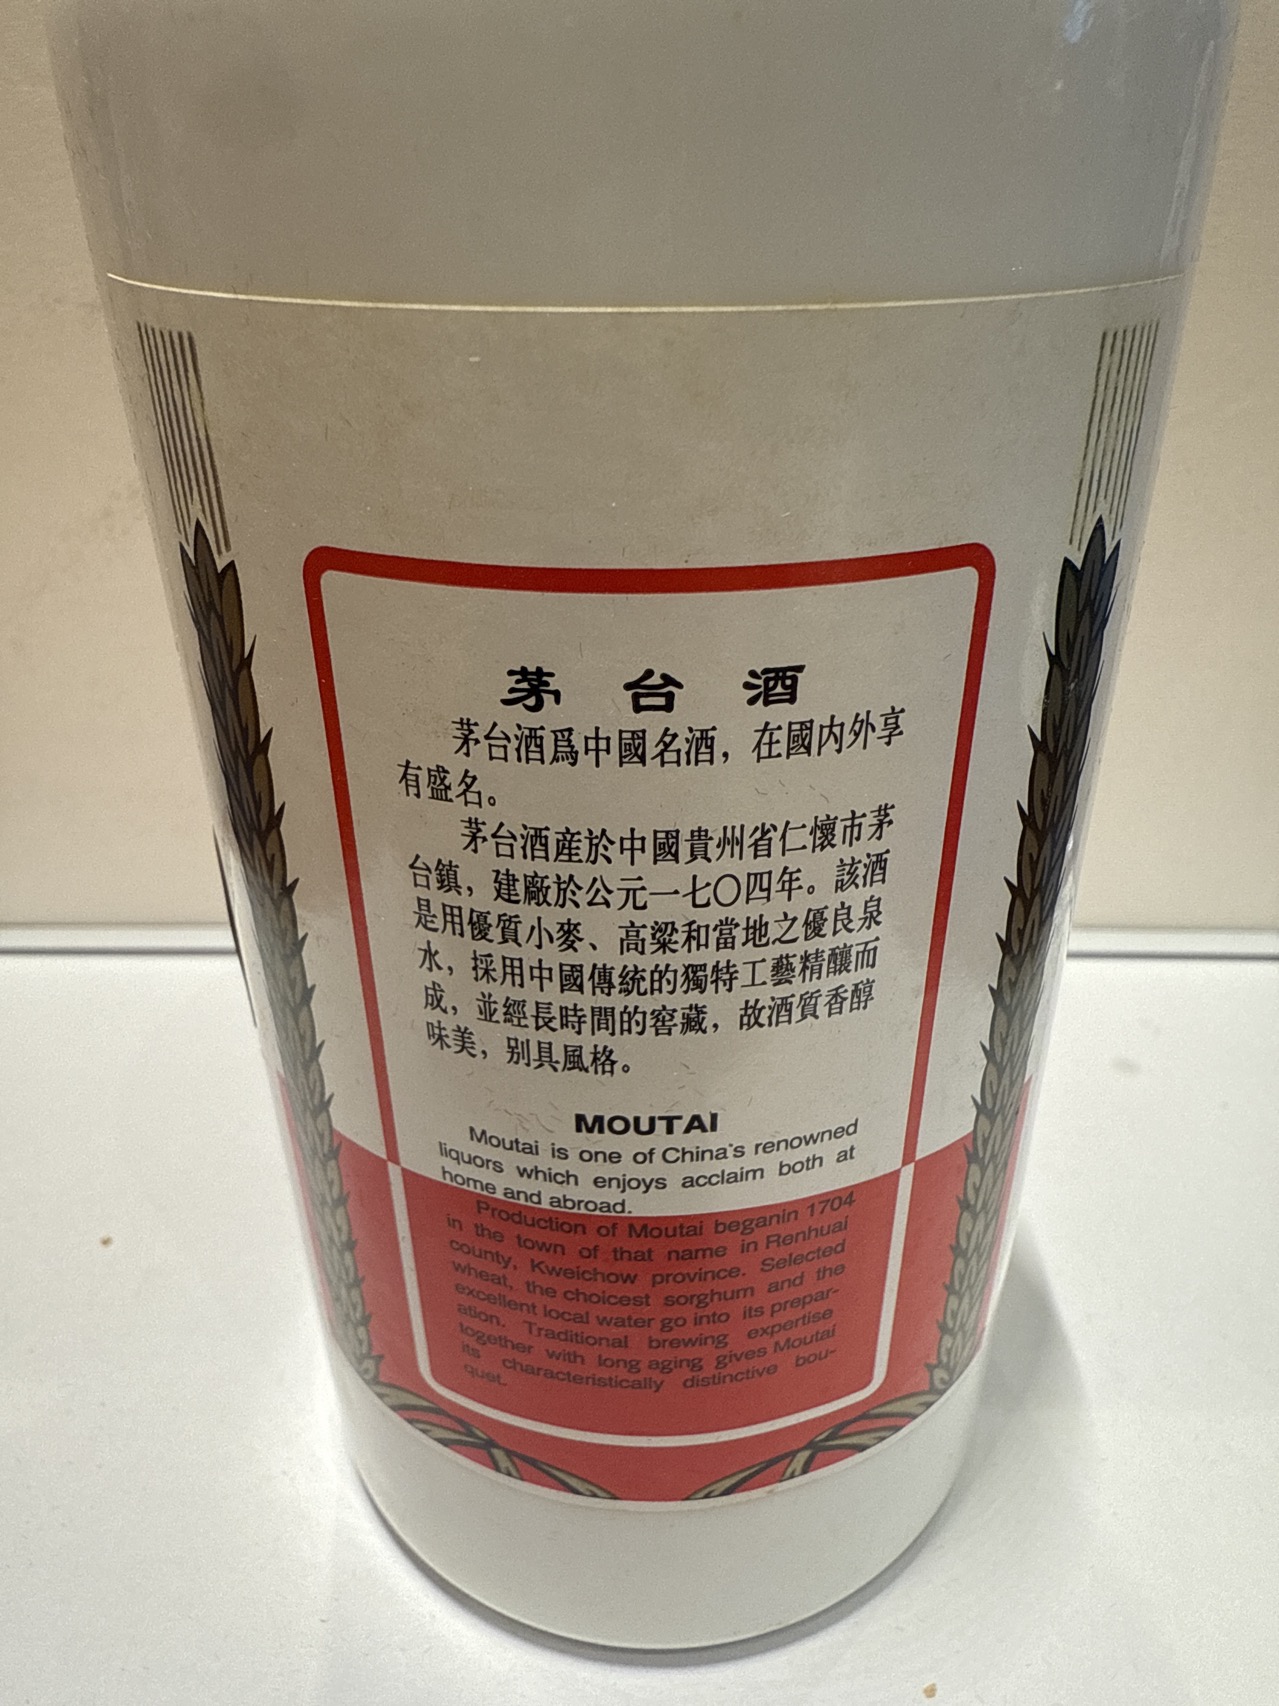 茅台酒
茅台酒爲中國名酒，在國内外享
有盛名。
茅台酒産於中國貴州省仁懷市茅
台鎮，建廠於公元一七〇四年。該酒
是用優質小麥、高粱和當地之優良泉
水，採用中國傳統的獨特工藝精釀而
成，並經長時間的窖藏，故酒質香醇
味美，别具風格。
MOUTAI
Moutai is one of China's renowned
liquors which enjoys acclaim both at
home and abroad.
Production of Moutai beganin 1704
in the town of that name in Renhuai
county, Kweichow province. Selected
wheat, the choicest sorghum and the
excellent local water go into its prepar-
ation. Traditional brewing expertise
together with long aging gives Moutai
its characteristically distinctive bou-
quet.